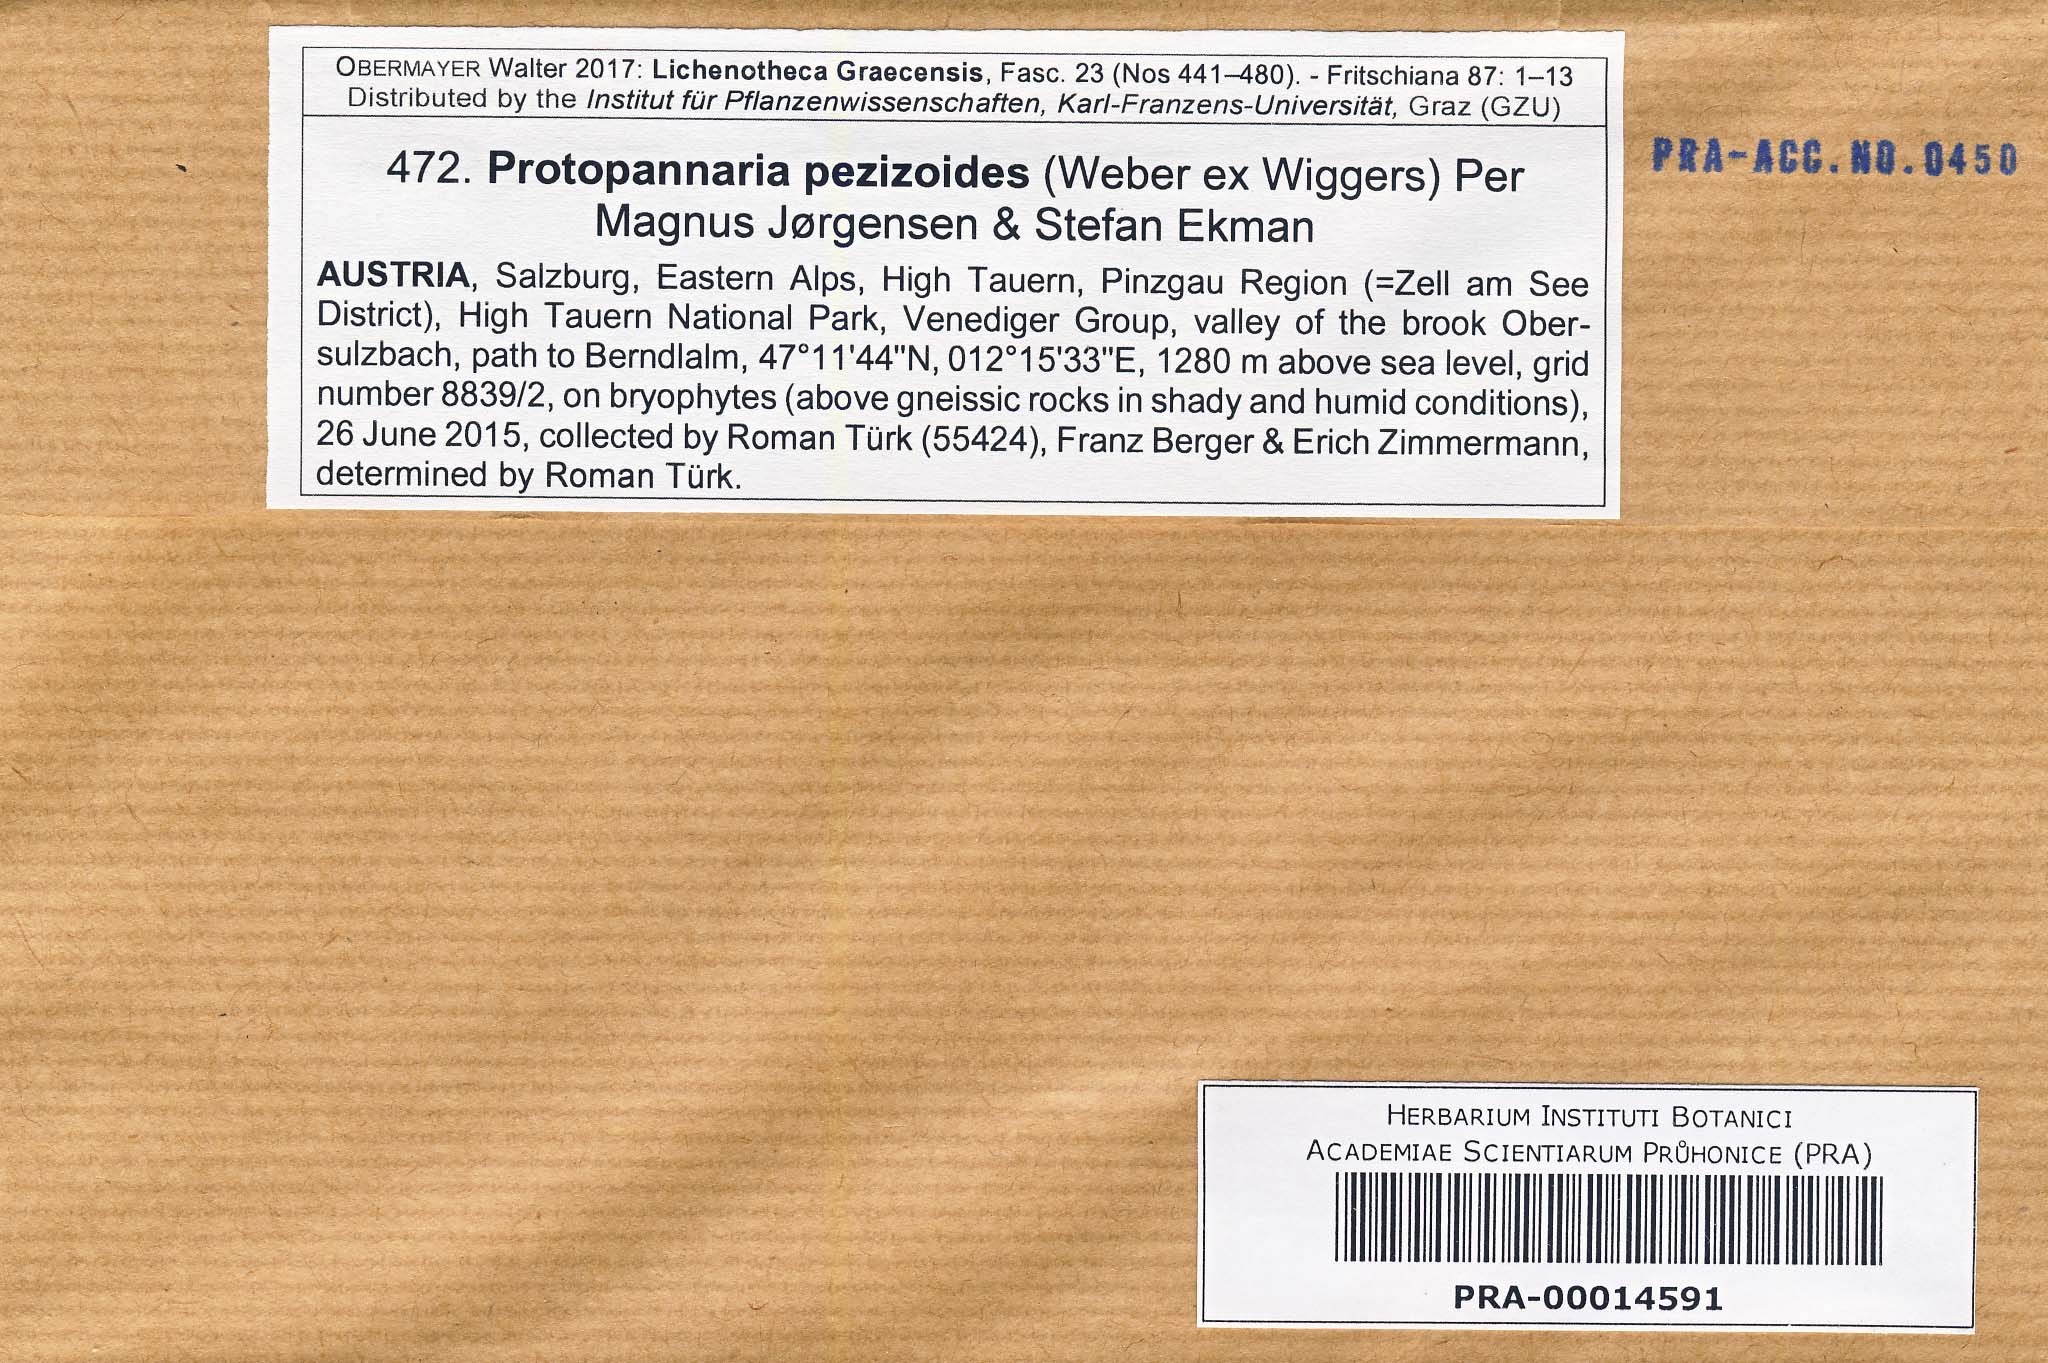 OBERMAYER Walter 2017: Lichenotheca Graecensis, Fasc. 23 (Nos 441–480). - Fritschiana 87: 1–13
Distributed by the Institut für Pflanzenwissenschaften, Karl-Franzens-Universität, Graz (GZU)
PRA-ACC.NO.0450
472. Protopannaria pezizoides (Weber ex Wiggers) Per
Magnus Jørgensen & Stefan Ekman
AUSTRIA, Salzburg, Eastern Alps, High Tauern, Pinzgau Region (=Zell am See
District), High Tauern National Park, Venediger Group, valley of the brook Ober-
sulzbach, path to Berndlalm, 47°11'44"N, 012°15'33"E, 1280 m above sea level, grid
number 8839/2, on bryophytes (above gneissic rocks in shady and humid conditions),
26 June 2015, collected by Roman Türk (55424), Franz Berger & Erich Zimmermann,
determined by Roman Türk.
HERBARIUM INSTITUTI BOTANICI
ACADEMIAE SCIENTIARUM PRŮHONICE (PRA)
PRA-00014591